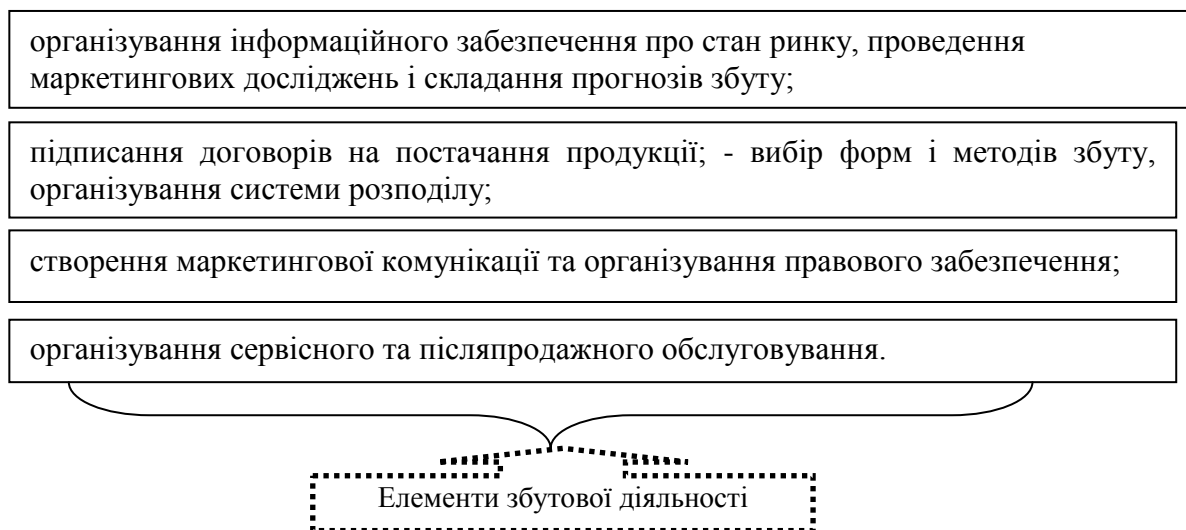 організування інформаційного забезпечення про стан ринку, проведення
маркетингових досліджень і складання прогнозів збуту;
підписання договорів на постачання продукції; - вибір форм і методів збуту,
організування системи розподілу;
створення маркетингової комунікації та організування правового забезпечення;
організування сервісного та післяпродажного обслуговування.
Елементи збутової діяльності